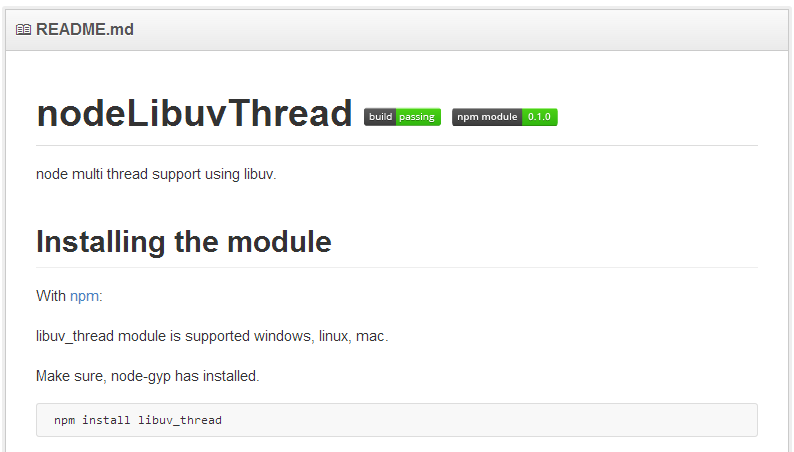 README.md
nodeLibuvThread build passing npm module 0.1.0
node multi thread support using libuv.
Installing the module
With npm:
libuv_thread module is supported windows, linux, mac.
Make sure, node-gyp has installed.
npm install libuv_thread